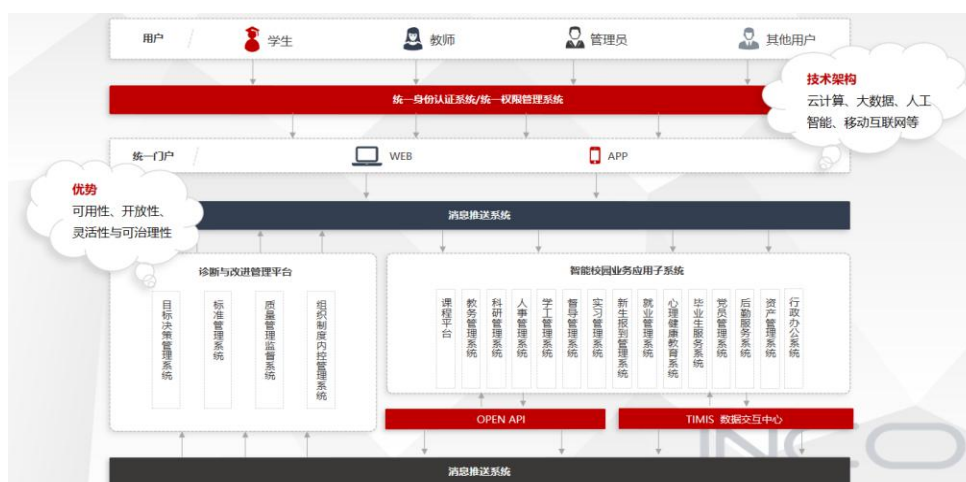 用户
学生
教师
管理员
其他用户
技术架构
云计算、大数据、人工
智能、移动互联网等
统一身份认证系统/统一权限管理系统
统一门户
WEB
APP
优势
可用性、开放性、
灵活性与可治理性
消息推送系统
诊断与改进管理平台
目标决策管理系统
标准管理系统
质量管理监督系统
组织制度内控管理系统
智能校园业务应用子系统
课程平台
教务管理系统
科研管理系统
人事管理系统
学工管理系统
督导管理系统
实习管理系统
新生报到管理系统
就业管理系统
心理健康教育系统
毕业生服务系统
党员管理系统
后勤服务系统
资产管理系统
行政办公系统
OPEN API
TIMIS 数据交互中心
INCO
消息推送系统